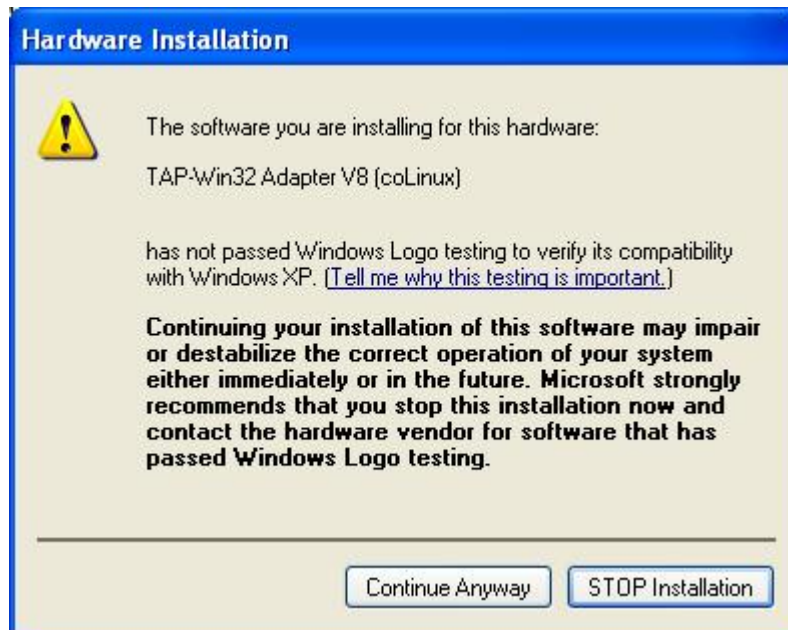 Hardware Installation
The software you are installing for this hardware:
TAP-Win32 Adapter V8 (coLinux)
has not passed Windows Logo testing to verify its compatibility
with Windows XP. (Tell me why this testing is important.)
Continuing your installation of this software may impair
or destabilize the correct operation of your system
either immediately or in the future. Microsoft strongly
recommends that you stop this installation now and
contact the hardware vendor for software that has
passed Windows Logo testing.
Continue Anyway
STOP Installation